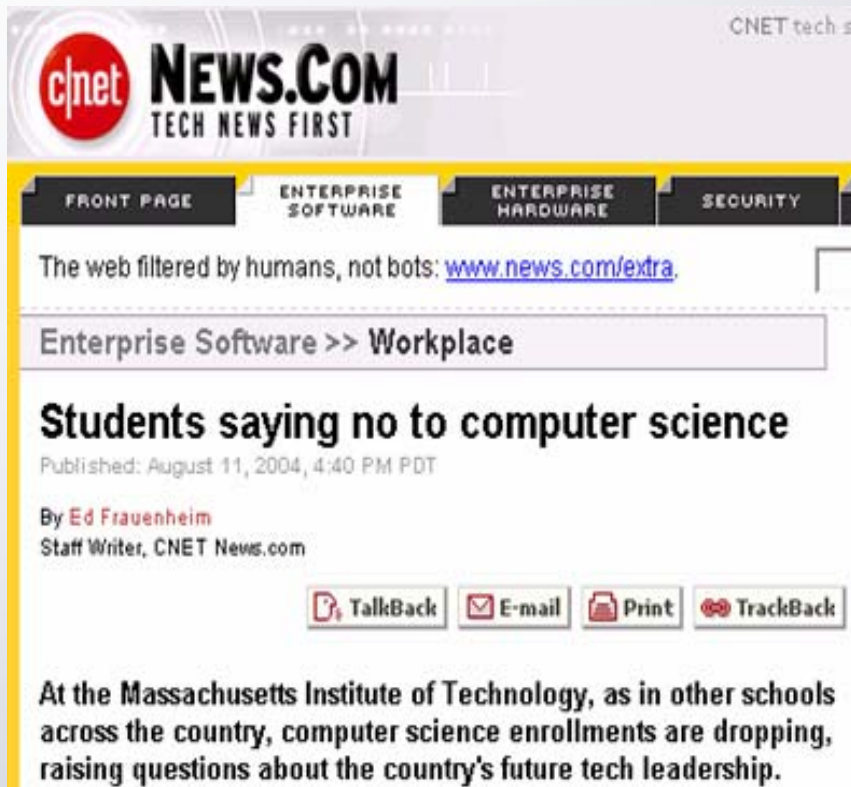 CNET tech
c|net NEWS.COM
TECH NEWS FIRST
FRONT PAGE
ENTERPRISE
SOFTWARE
ENTERPRISE
HARDWARE
SECURITY
The web filtered by humans, not bots: www.news.com/extra.
Enterprise Software >> Workplace
Students saying no to computer science
Published: August 11, 2004, 4:40 PM PDT
By Ed Frauenheim
Staff Writer, CNET News.com
TalkBack E-mail Print TrackBack
At the Massachusetts Institute of Technology, as in other schools
across the country, computer science enrollments are dropping,
raising questions about the country's future tech leadership.